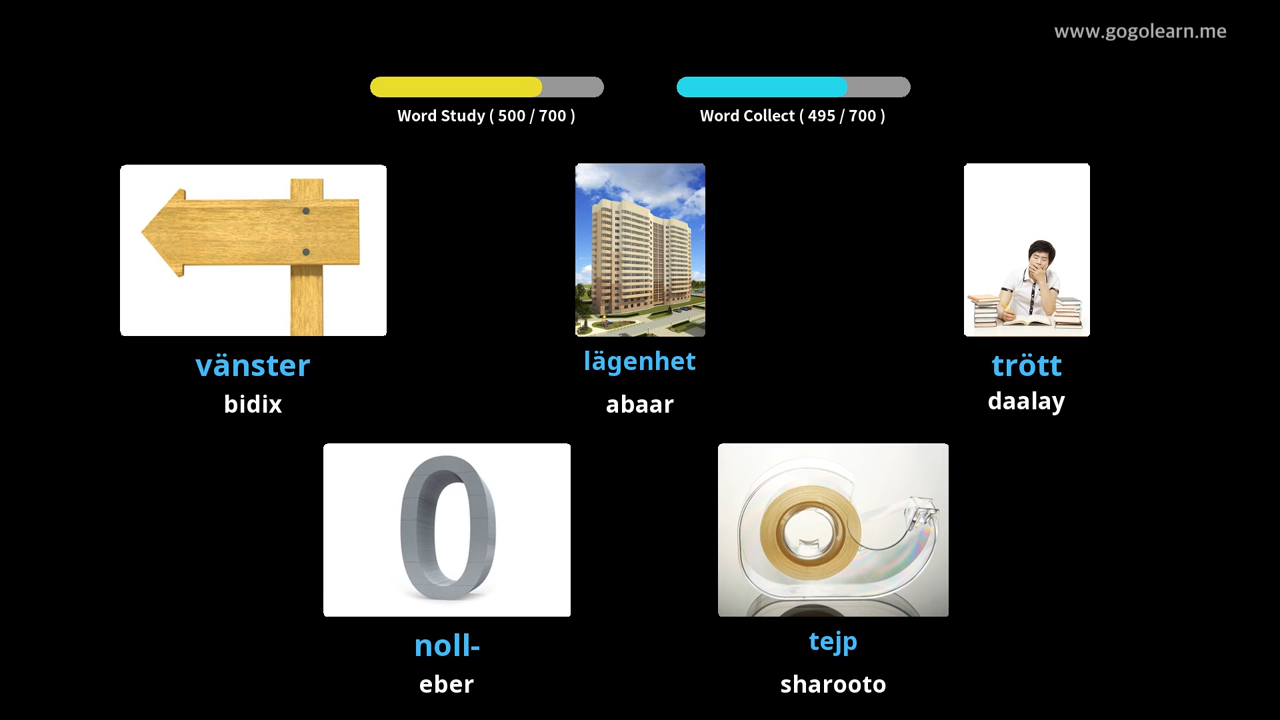 www.gogolearn.me
Word Study ( 500 / 700 )
Word Collect ( 495 / 700 )
vänster
bidix
lägenhet
abaar
trött
daalay
noll-
eber
tejp
sharooto